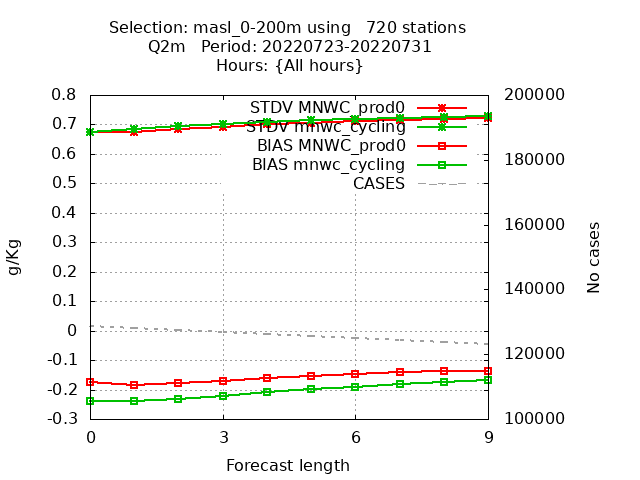 Selection: masl_0-200m using   720 stations
Q2m   Period: 20220723-20220731
Hours: {All hours}
STDV MNWC_prod0
STDV mnwc_cycling
BIAS MNWC_prod0
BIAS mnwc_cycling
CASES
0.8
0.7
0.6
0.5
0.4
0.3
0.2
0.1
0
-0.1
-0.2
-0.3
g/Kg
200000
180000
160000
140000
120000
100000
No cases
0 3 6 9
Forecast length